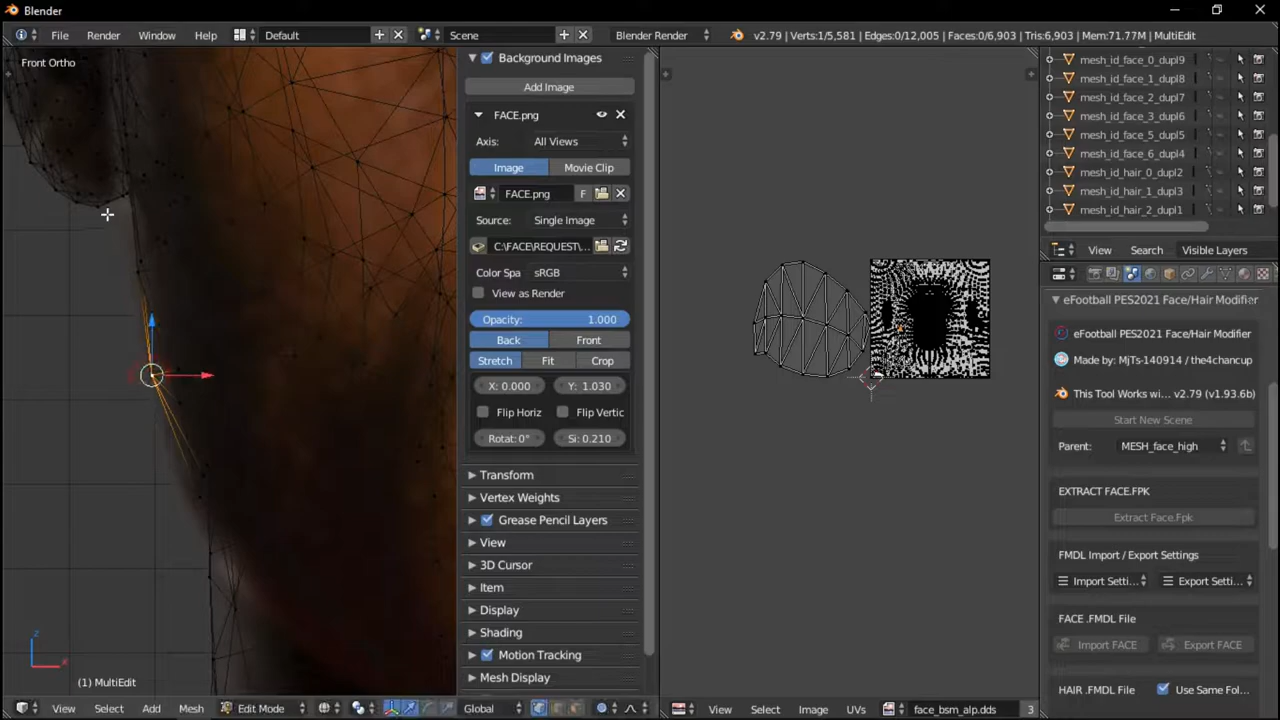 Blender
File Render Window Help Default Scene Blender Render v2.79 | Verts:1/5,581 | Edges:0/12,005 | Faces:0/6,903 | Tris:6,903 | Mem:71.77M | MultiEdit
Front Ortho
Background Images
Add Image
FACE.png
Axis: All Views
Image Movie Clip
FACE.png F
Source: Single Image
C:\FACE\REQUEST\...
Color Spa sRGB
View as Render
Opacity: 1.000
Back Front
Stretch Fit Crop
X: 0.000 Y: 1.030
Flip Horiz Flip Vertic
Rotat: 0° Si: 0.210
Transform
Vertex Weights
Grease Pencil Layers
View
3D Cursor
Item
Display
Shading
Motion Tracking
Mesh Display
z
x
(1) MultiEdit
View Select Add Mesh Edit Mode Global
View Select Image UVs face_bsm_alp.dds 3
mesh_id_face_0_dupl9
mesh_id_face_1_dupl8
mesh_id_face_2_dupl7
mesh_id_face_3_dupl6
mesh_id_face_5_dupl5
mesh_id_face_6_dupl4
mesh_id_hair_0_dupl2
mesh_id_hair_1_dupl3
mesh_id_hair_2_dupl1
View Search Visible Layers
eFootball PES2021 Face/Hair Modifier
eFootball PES2021 Face/Hair Modifier
Made by: MjTs-140914 / the4chancup
This Tool Works wi... v2.79 (v1.93.6b)
Start New Scene
Parent: MESH_face_high
EXTRACT FACE.FPK
Extract Face.Fpk
FMDL Import / Export Settings
Import Setti... Export Setti...
FACE .FMDL File
Import FACE Export FACE
HAIR .FMDL File Use Same Fol...